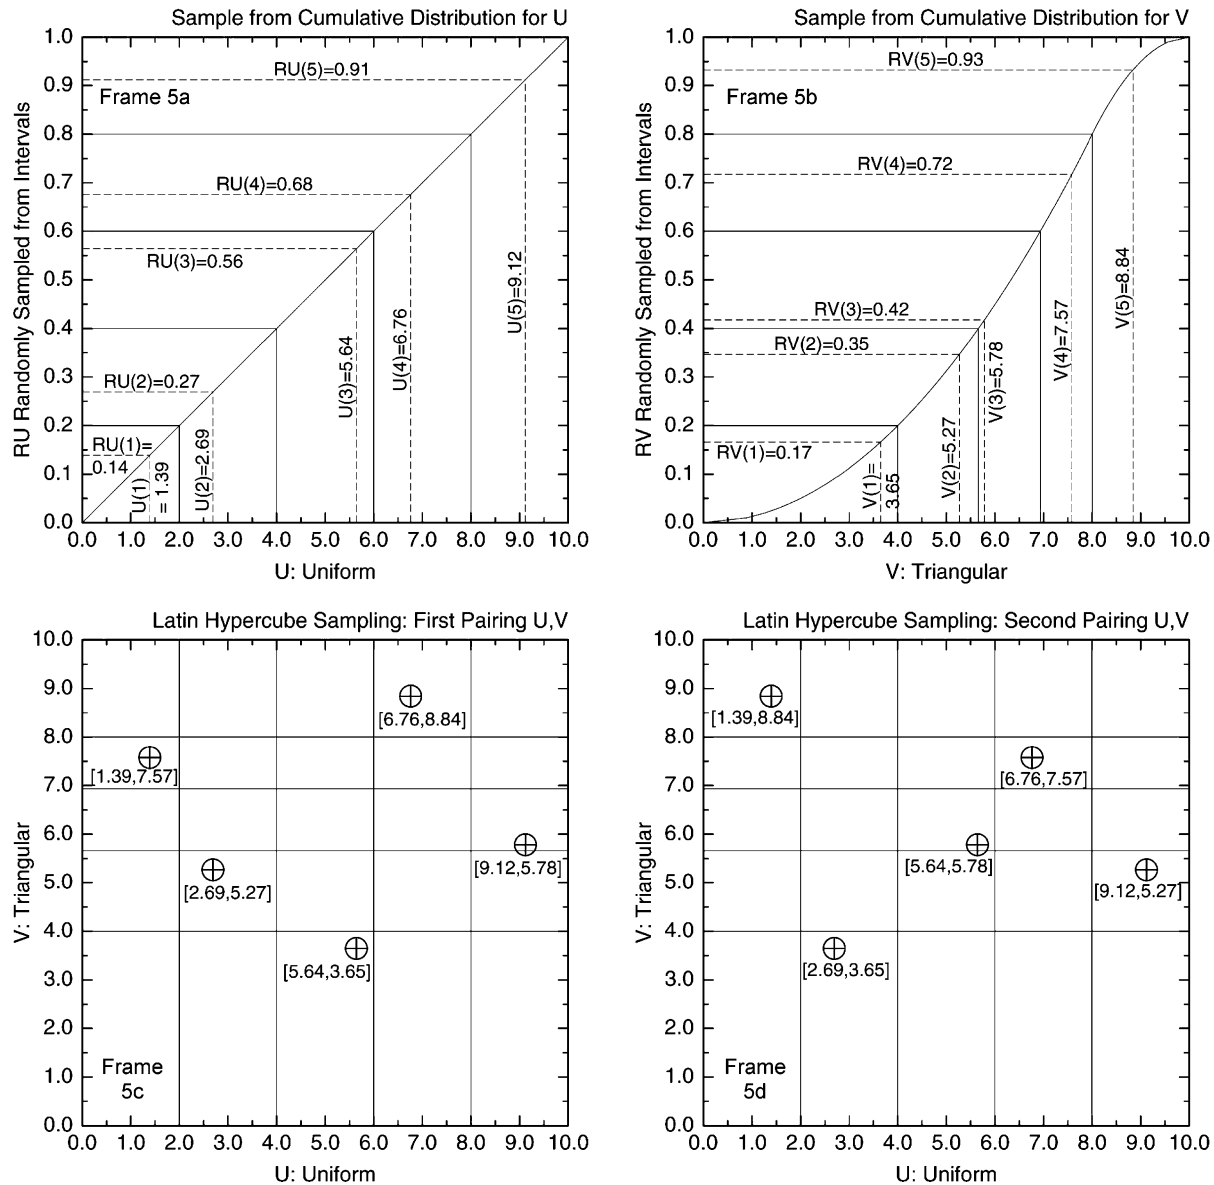 Sample from Cumulative Distribution for U
RU Randomly Sampled from Intervals
1.0
0.9
0.8
0.7
0.6
0.5
0.4
0.3
0.2
0.1
0.0
RU(5)=0.91
Frame 5a
RU(4)=0.68
RU(3)=0.56
RU(2)=0.27
RU(1)=
0.14
U(1)
= 1.39
U(2)=2.69
U(3)=5.64
U(4)=6.76
U(5)=9.12
0.0 1.0 2.0 3.0 4.0 5.0 6.0 7.0 8.0 9.0 10.0
U: Uniform
Sample from Cumulative Distribution for V
RV Randomly Sampled from Intervals
1.0
0.9
0.8
0.7
0.6
0.5
0.4
0.3
0.2
0.1
0.0
RV(5)=0.93
Frame 5b
RV(4)=0.72
RV(3)=0.42
RV(2)=0.35
RV(1)=0.17
V(1)=
3.65
V(2)=5.27
V(3)=5.78
V(4)=7.57
V(5)=8.84
0.0 1.0 2.0 3.0 4.0 5.0 6.0 7.0 8.0 9.0 10.0
V: Triangular
Latin Hypercube Sampling: First Pairing U,V
V: Triangular
10.0
9.0
8.0
7.0
6.0
5.0
4.0
3.0
2.0
1.0
0.0
[6.76,8.84]
[1.39,7.57]
[9.12,5.78]
[2.69,5.27]
[5.64,3.65]
Frame
5c
0.0 1.0 2.0 3.0 4.0 5.0 6.0 7.0 8.0 9.0 10.0
U: Uniform
Latin Hypercube Sampling: Second Pairing U,V
V: Triangular
10.0
9.0
8.0
7.0
6.0
5.0
4.0
3.0
2.0
1.0
0.0
[1.39,8.84]
[6.76,7.57]
[5.64,5.78]
[9.12,5.27]
[2.69,3.65]
Frame
5d
0.0 1.0 2.0 3.0 4.0 5.0 6.0 7.0 8.0 9.0 10.0
U: Uniform